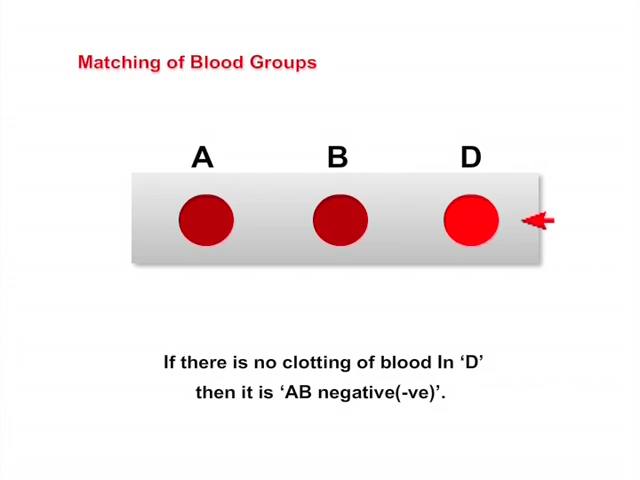 Matching of Blood Groups
A B D
If there is no clotting of blood In ‘D’
then it is ‘AB negative(-ve)’.